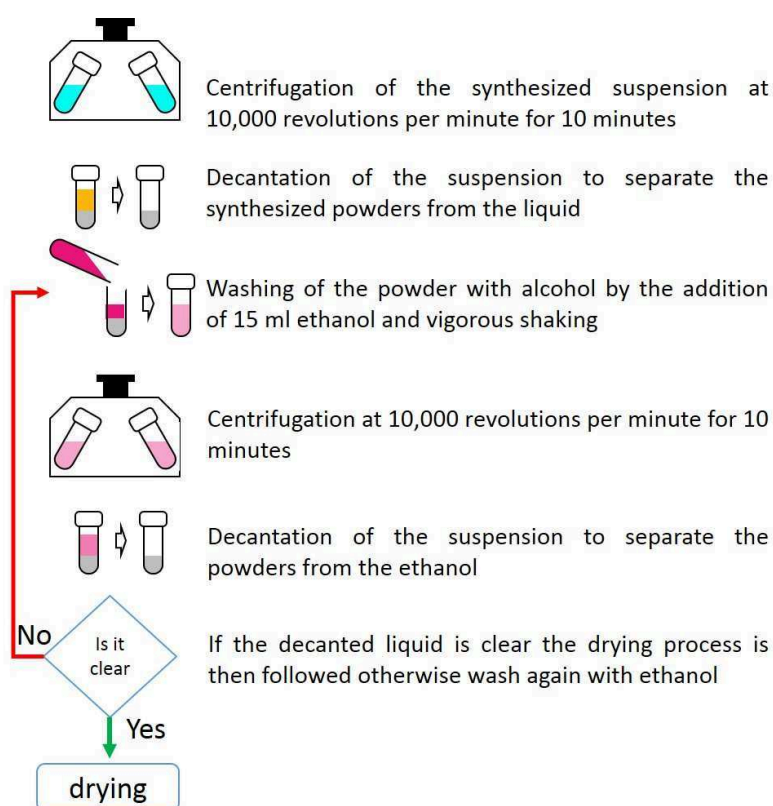 Centrifugation of the synthesized suspension at
10,000 revolutions per minute for 10 minutes
Decantation of the suspension to separate the
synthesized powders from the liquid
Washing of the powder with alcohol by the addition
of 15 ml ethanol and vigorous shaking
Centrifugation at 10,000 revolutions per minute for 10
minutes
Decantation of the suspension to separate the
powders from the ethanol
No
Is it
clear
If the decanted liquid is clear the drying process is
then followed otherwise wash again with ethanol
Yes
drying